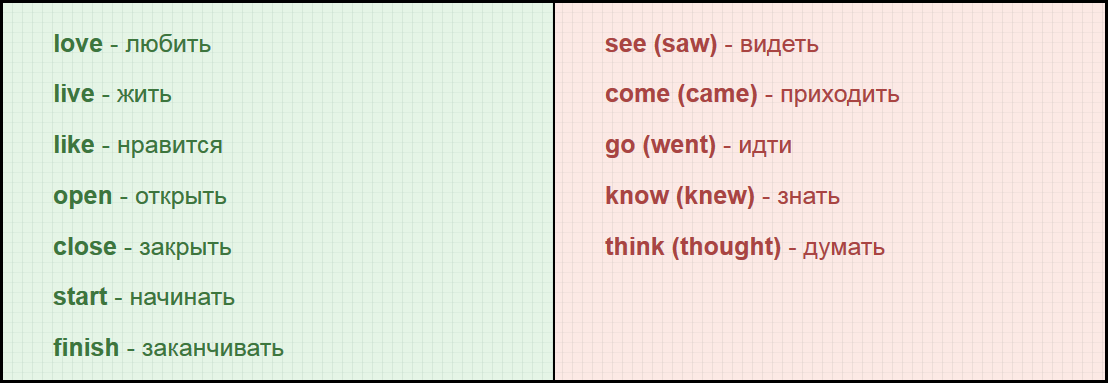 love - любить
live - жить
like - нравится
open - открыть
close - закрыть
start - начинать
finish - заканчивать
see (saw) - видеть
come (came) - приходить
go (went) - идти
know (knew) - знать
think (thought) - думать